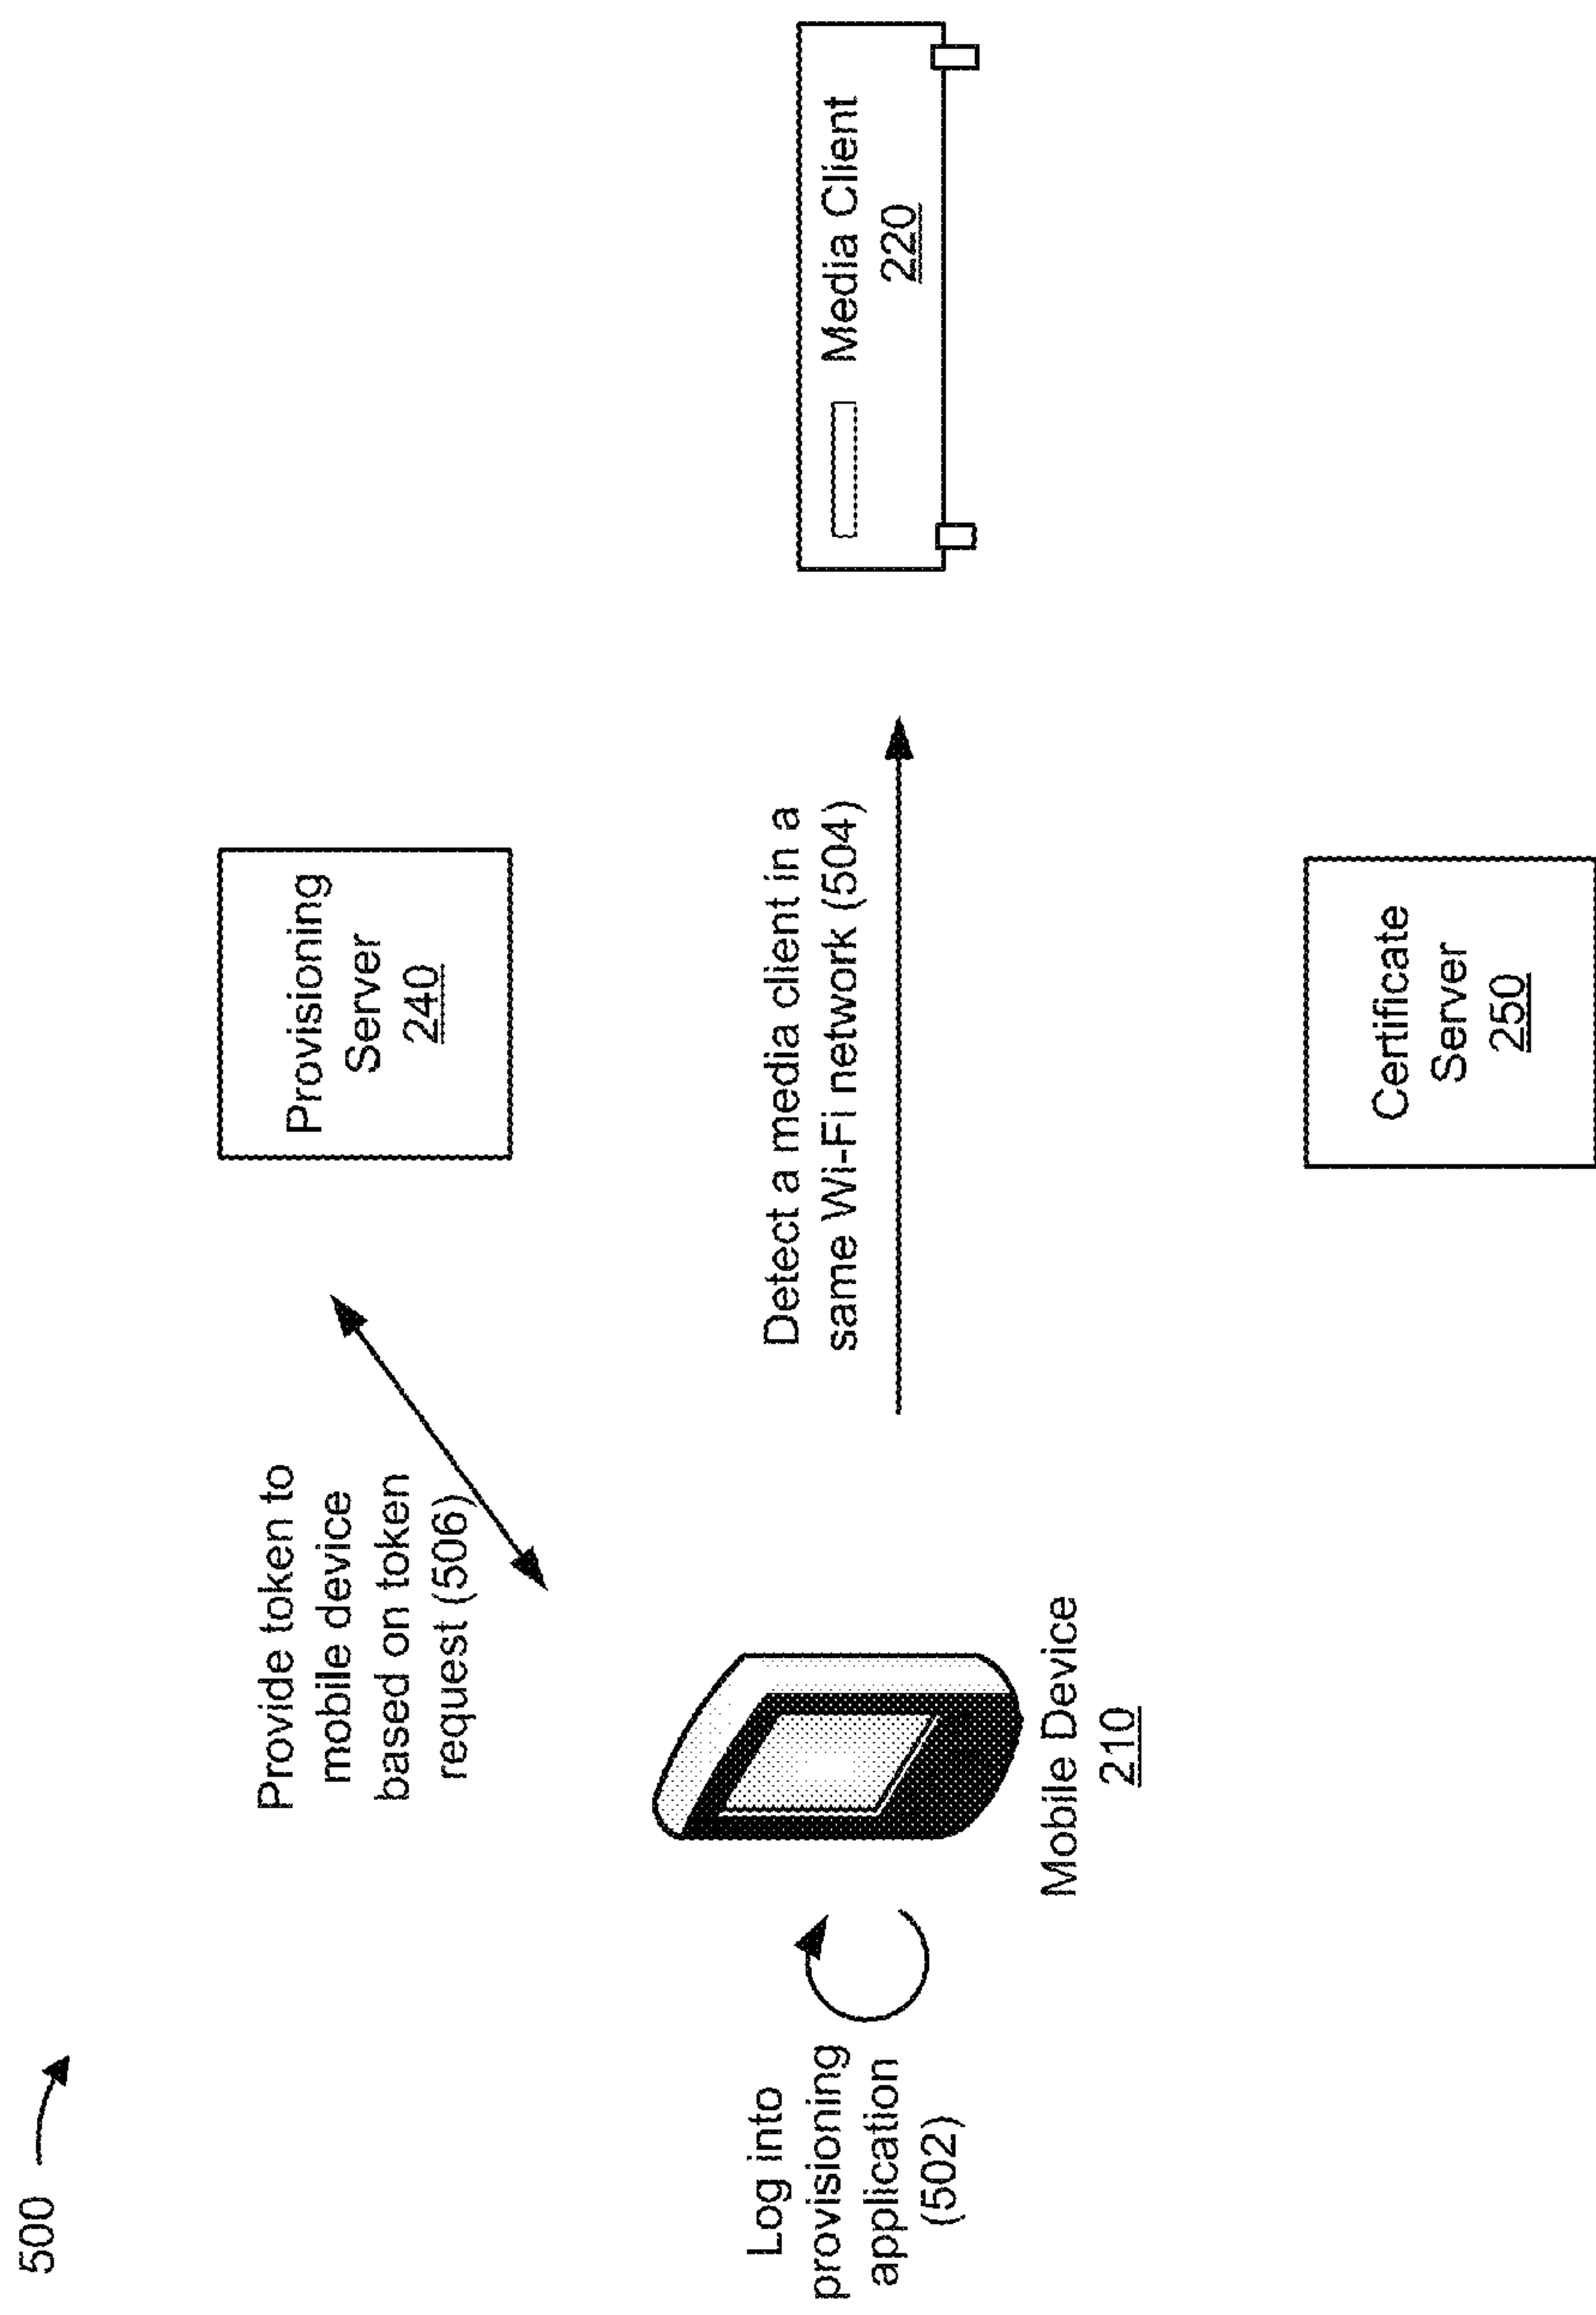 500
Provide token to
mobile device
based on token
request (506)
Provisioning
Server
240
Log into
provisioning
application
(502)
Mobile Device
210
Detect a media client in a
same Wi-Fi network (504)
Media Client
220
Certificate
Server
250